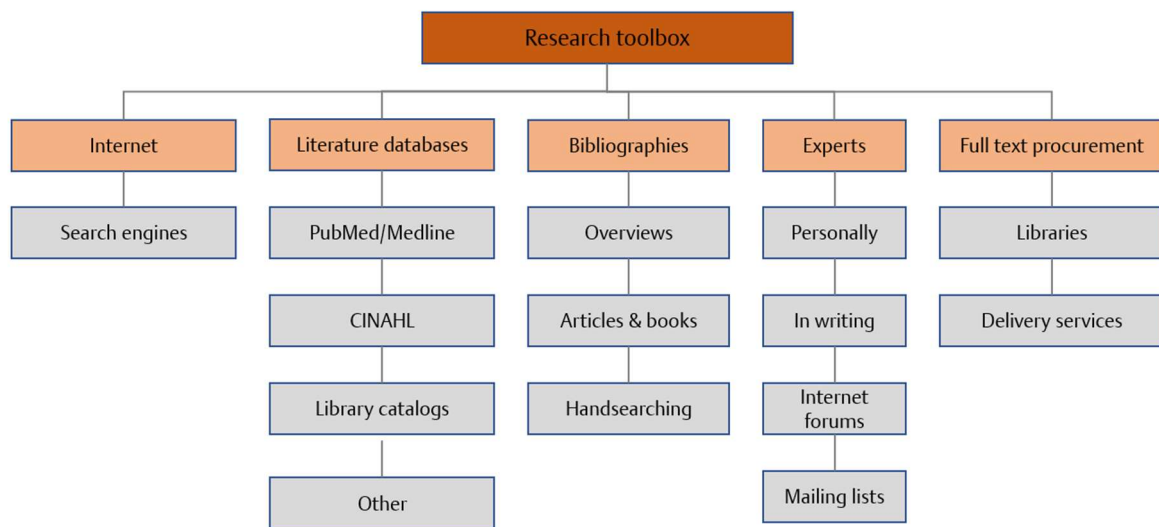 Research toolbox
Internet
Literature databases
Bibliographies
Experts
Full text procurement
Search engines
PubMed/Medline
Overviews
Personally
Libraries
CINAHL
Articles & books
In writing
Delivery services
Library catalogs
Handsearching
Internet
forums
Other
Mailing lists